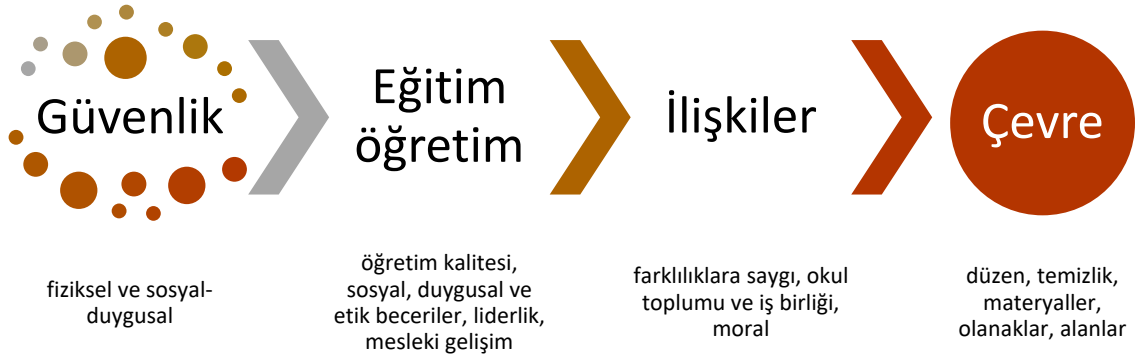 Güvenlik
Eğitim
öğretim
İlişkiler
Çevre
fiziksel ve sosyal-
duygusal
öğretim kalitesi,
sosyal, duygusal ve
etik beceriler, liderlik,
mesleki gelişim
farklılıklara saygı, okul
toplumu ve iş birliği,
moral
düzen, temizlik,
materyaller,
olanaklar, alanlar